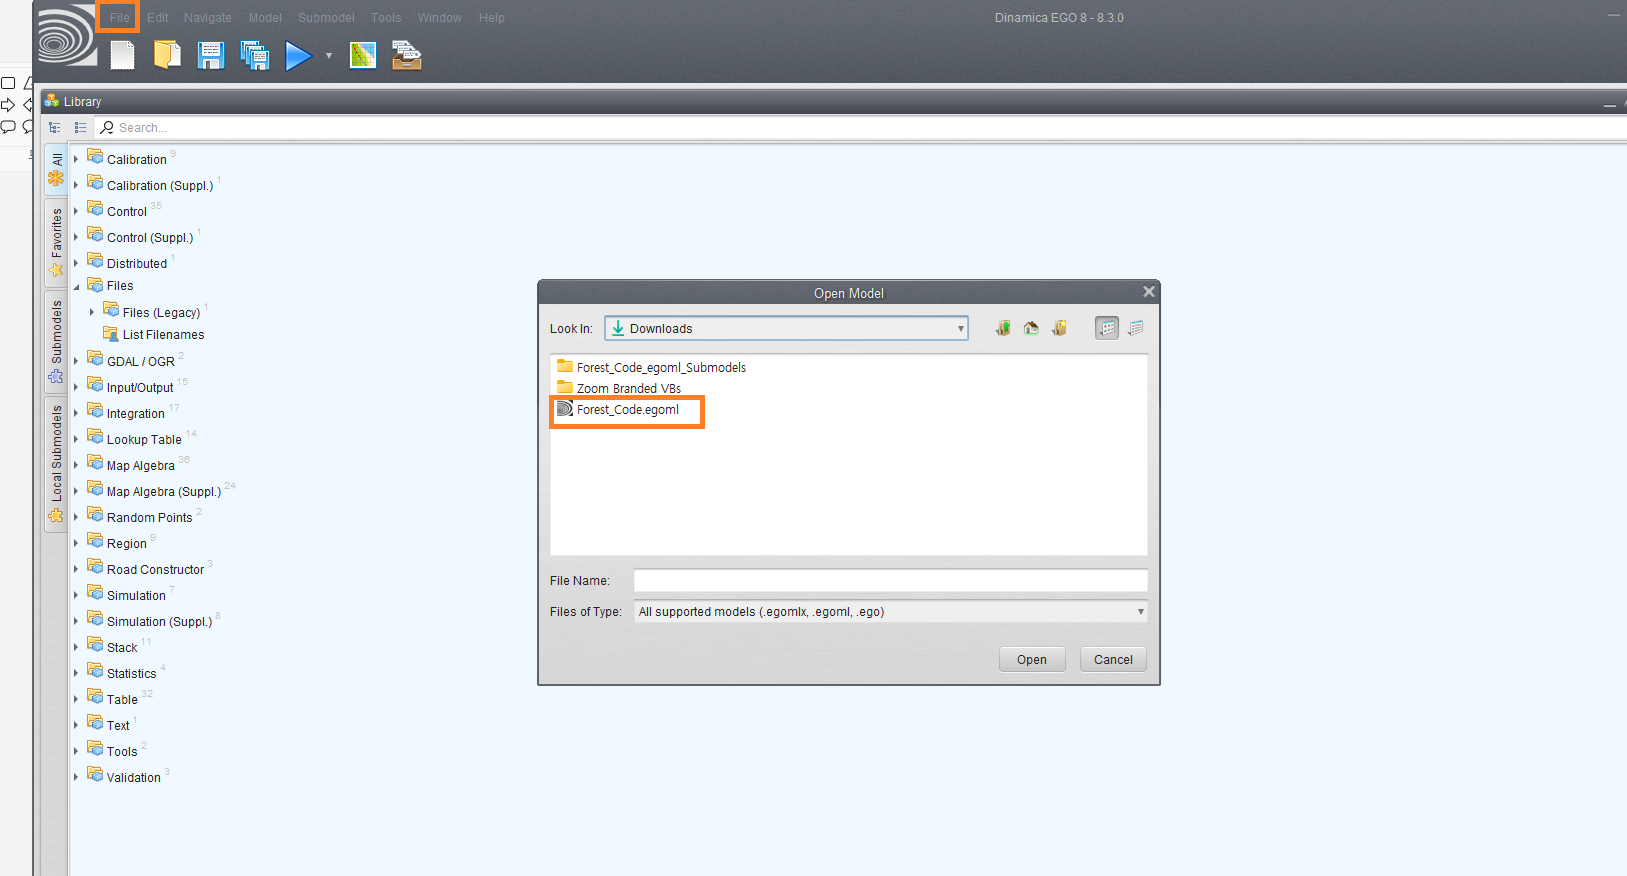 File Edit Navigate Model Submodel Tools Window Help
Dinamica EGO 8 - 8.3.0
Library
Search...
All
Favorites
Submodels
Local Submodels
Calibration 9
Calibration (Suppl.) 1
Control 35
Control (Suppl.) 1
Distributed 1
Files
Files (Legacy) 1
List Filenames
GDAL / OGR 2
Input/Output 15
Integration 17
Lookup Table 14
Map Algebra 36
Map Algebra (Suppl.) 24
Random Points 2
Region 9
Road Constructor 3
Simulation 7
Simulation (Suppl.) 8
Stack 11
Statistics 4
Table 32
Text 1
Tools 2
Validation 3
Open Model
Look In: Downloads
Forest_Code_egoml_Submodels
Zoom Branded VBs
Forest_Code.egoml
File Name:
Files of Type: All supported models (.egomlx, .egoml, .ego)
Open Cancel